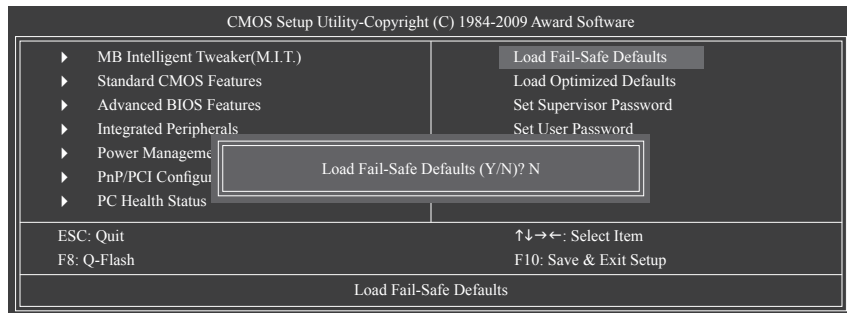 CMOS Setup Utility-Copyright (C) 1984-2009 Award Software
MB Intelligent Tweaker(M.I.T.)
Standard CMOS Features
Advanced BIOS Features
Integrated Peripherals
Power Manageme
PnP/PCI Configur
PC Health Status
Load Fail-Safe Defaults
Load Optimized Defaults
Set Supervisor Password
Set User Password
Load Fail-Safe Defaults (Y/N)? N
ESC: Quit
↑↓→←: Select Item
F8: Q-Flash
F10: Save & Exit Setup
Load Fail-Safe Defaults